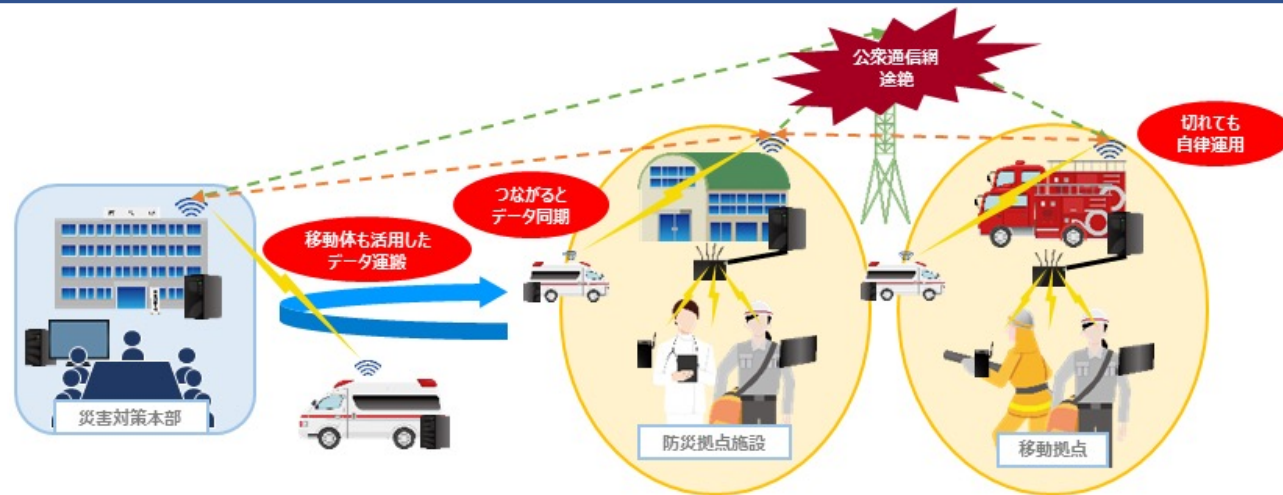 公衆通信網
途絶
切れても
自律運用
つながると
データ同期
移動体も活用した
データ運搬
災害対策本部
防災拠点施設
移動拠点